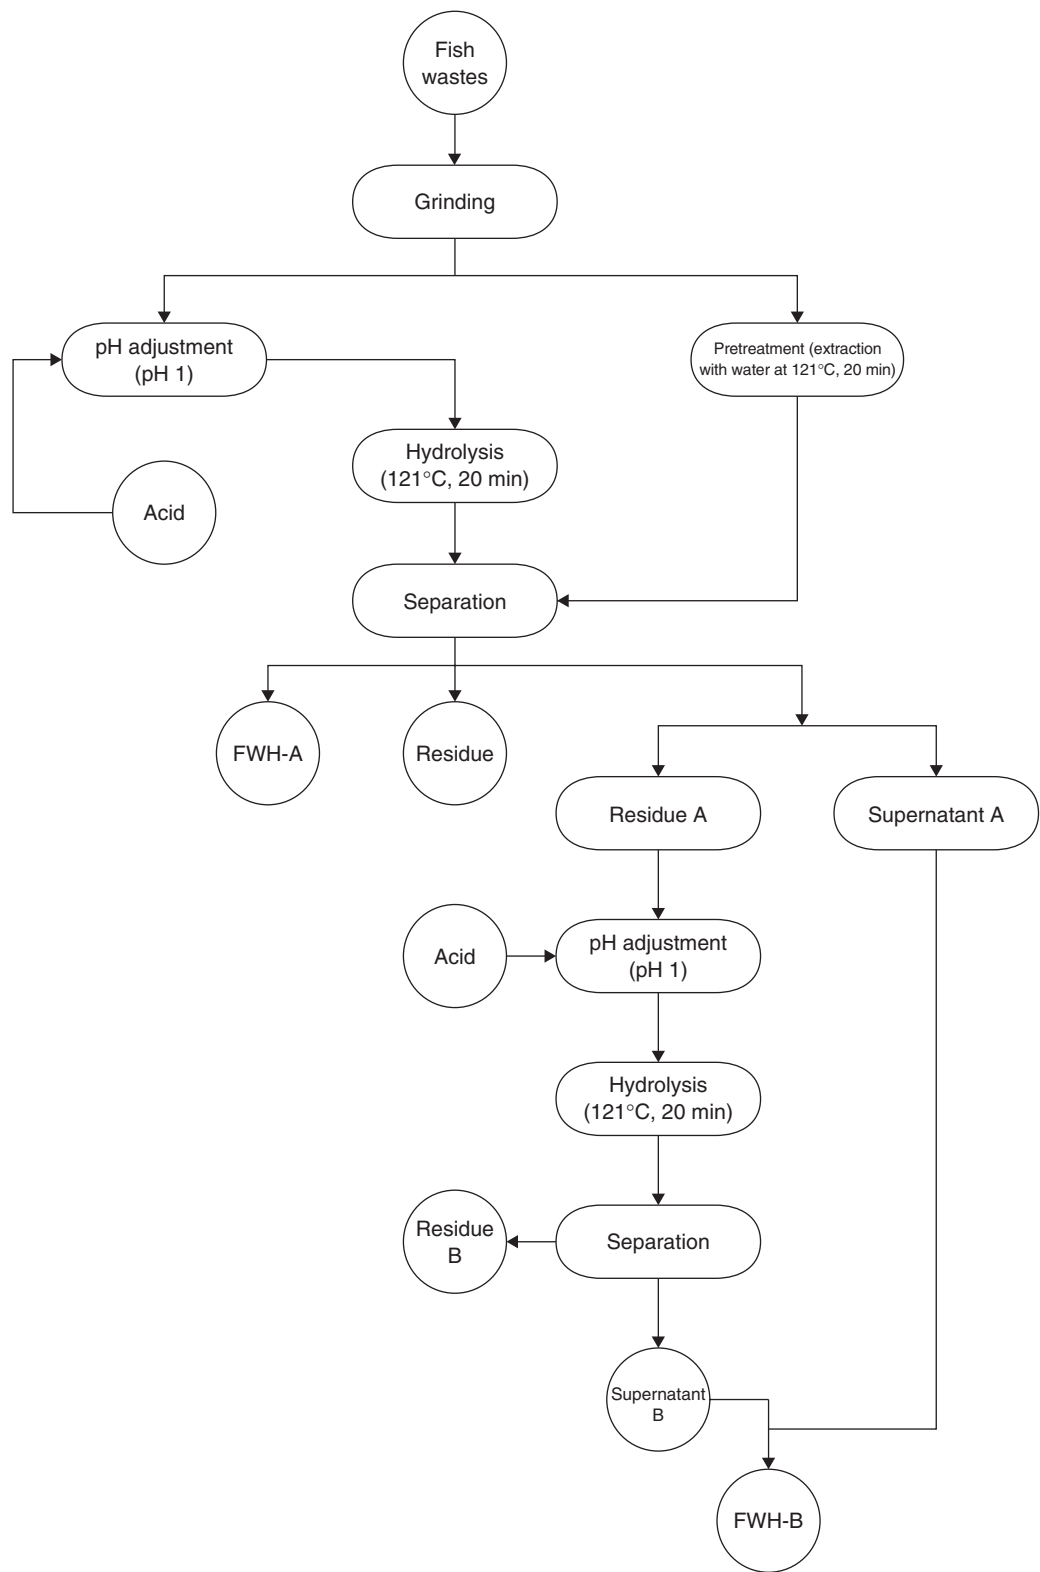 Fish
wastes
Grinding
pH adjustment
(pH 1)
Pretreatment (extraction
with water at 121°C, 20 min)
Hydrolysis
(121°C, 20 min)
Acid
Separation
FWH-A
Residue
Residue A
Supernatant A
Acid
pH adjustment
(pH 1)
Hydrolysis
(121°C, 20 min)
Residue
B
Separation
Supernatant
B
FWH-B